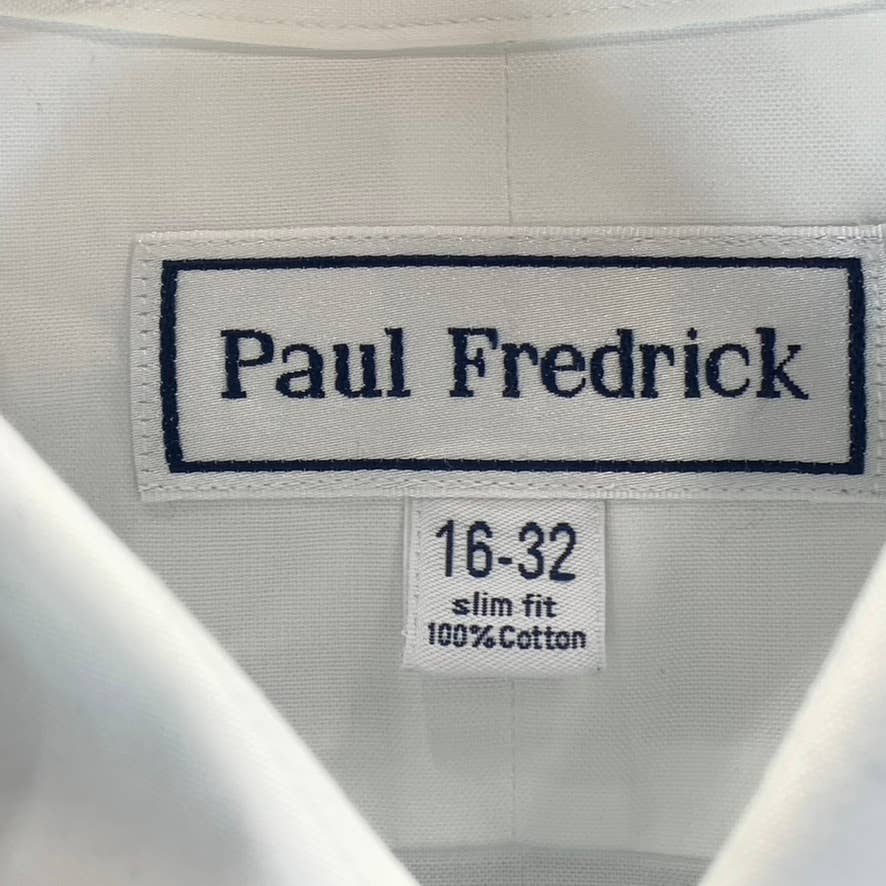 Paul Fredrick
16-32
slim fit
100%Cotton